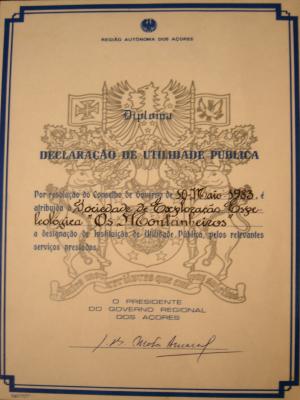 REGIÃO AUTÓNOMA DOS AÇORES
Diploma
DECLARAÇÃO DE UTILIDADE PÚBLICA
Por resolução do Conselho de Governo de 30-Maio-1983, é
atribuída à Sociedade de Exploração Espe-
leológica "Os Montanheiros"
a designação de Instituição de Utilidade Pública, pelos relevantes
serviços prestados.
O PRESIDENTE
DO GOVERNO REGIONAL
DOS AÇORES